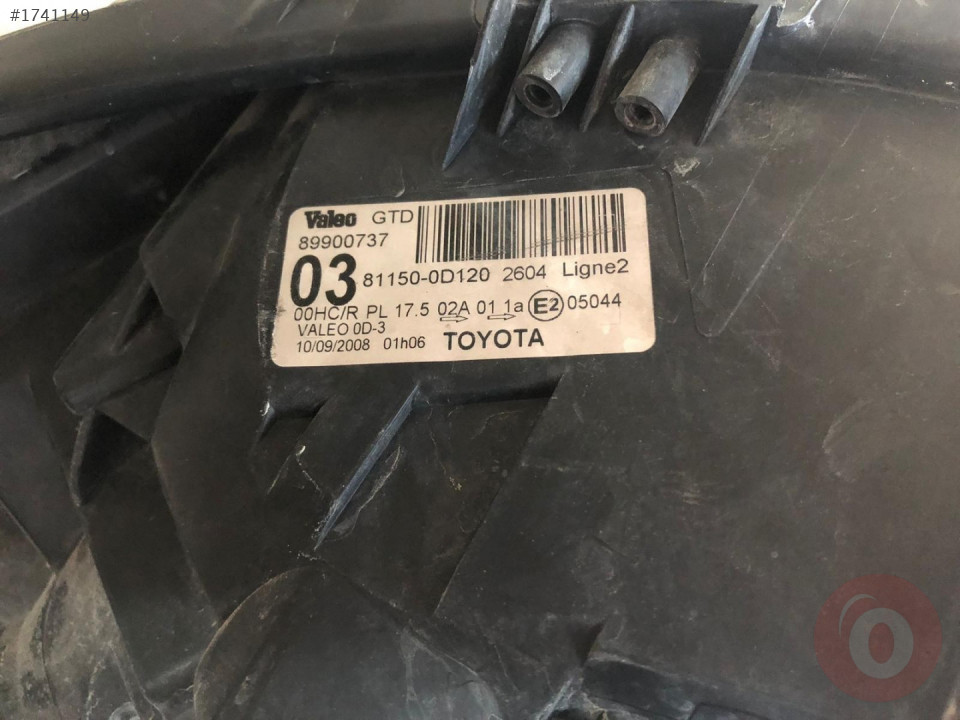 #1741149
Valeo GTD
89900737
03 81150-0D120 2604 Ligne2
00HC/R PL 17.5 02A 01 1a E2 05044
VALEO 0D-3
10/09/2008 01h06 TOYOTA
O